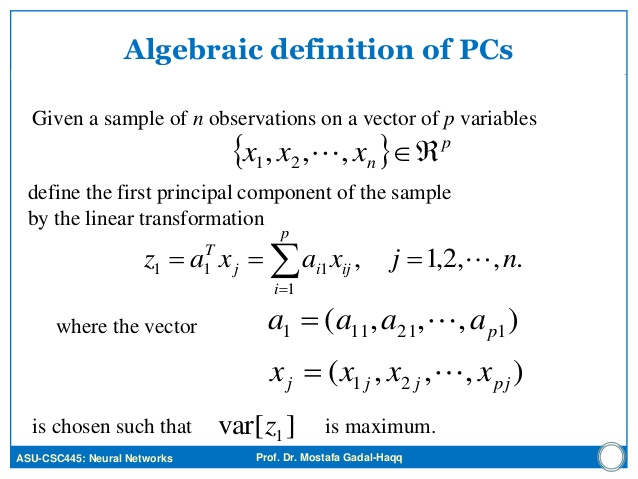 Algebraic definition of PCs
Given a sample of n observations on a vector of p variables
{x₁, x₂, ⋯, xₙ} ∈ ℜᵖ
define the first principal component of the sample
by the linear transformation
z₁ = a₁ᵀ xⱼ = ∑ᵢ₌₁ᵖ aᵢ₁ xᵢⱼ, j = 1,2,⋯, n.
where the vector a₁ = (a₁₁, a₂₁, ⋯, aₚ₁)
xⱼ = (x₁ⱼ, x₂ⱼ, ⋯, xₚⱼ)
is chosen such that var[z₁] is maximum.
ASU-CSC445: Neural Networks Prof. Dr. Mostafa Gadal-Haqq